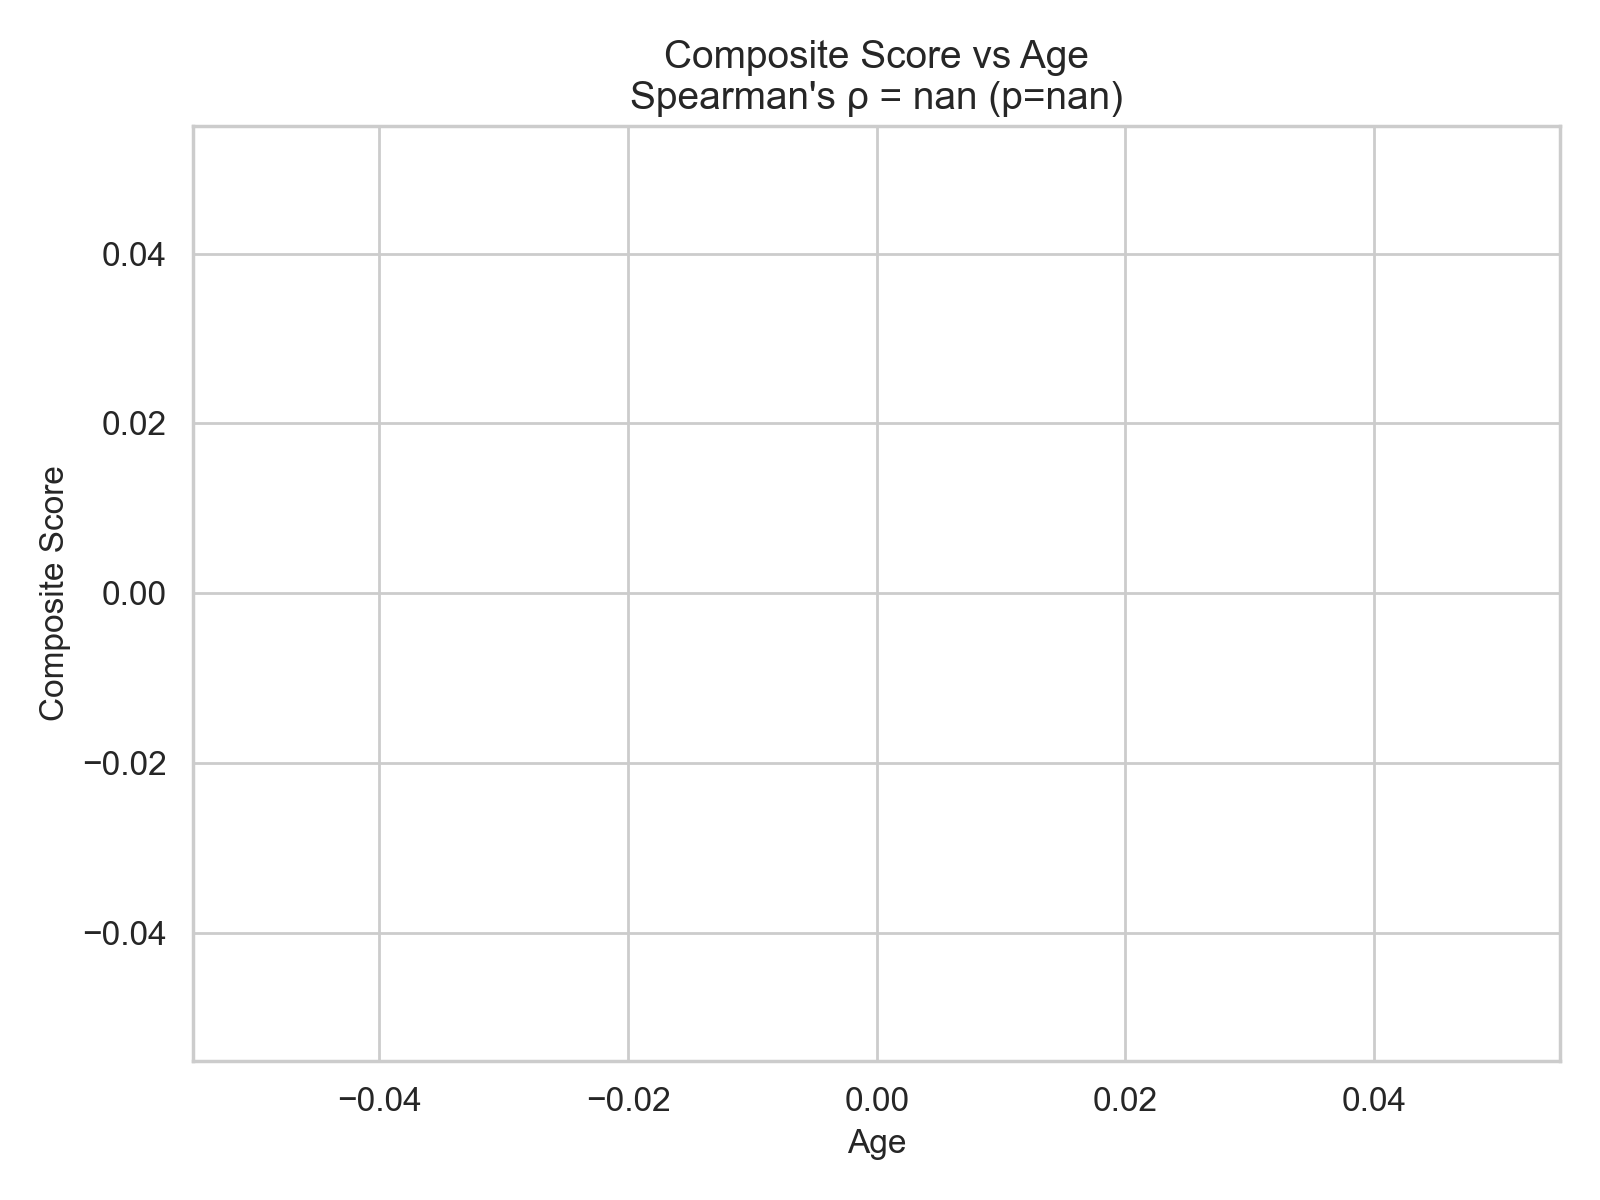 Composite Score vs Age
Spearman's ρ = nan (p=nan)
Composite Score
0.04
0.02
0.00
−0.02
−0.04
−0.04
−0.02
0.00
0.02
0.04
Age